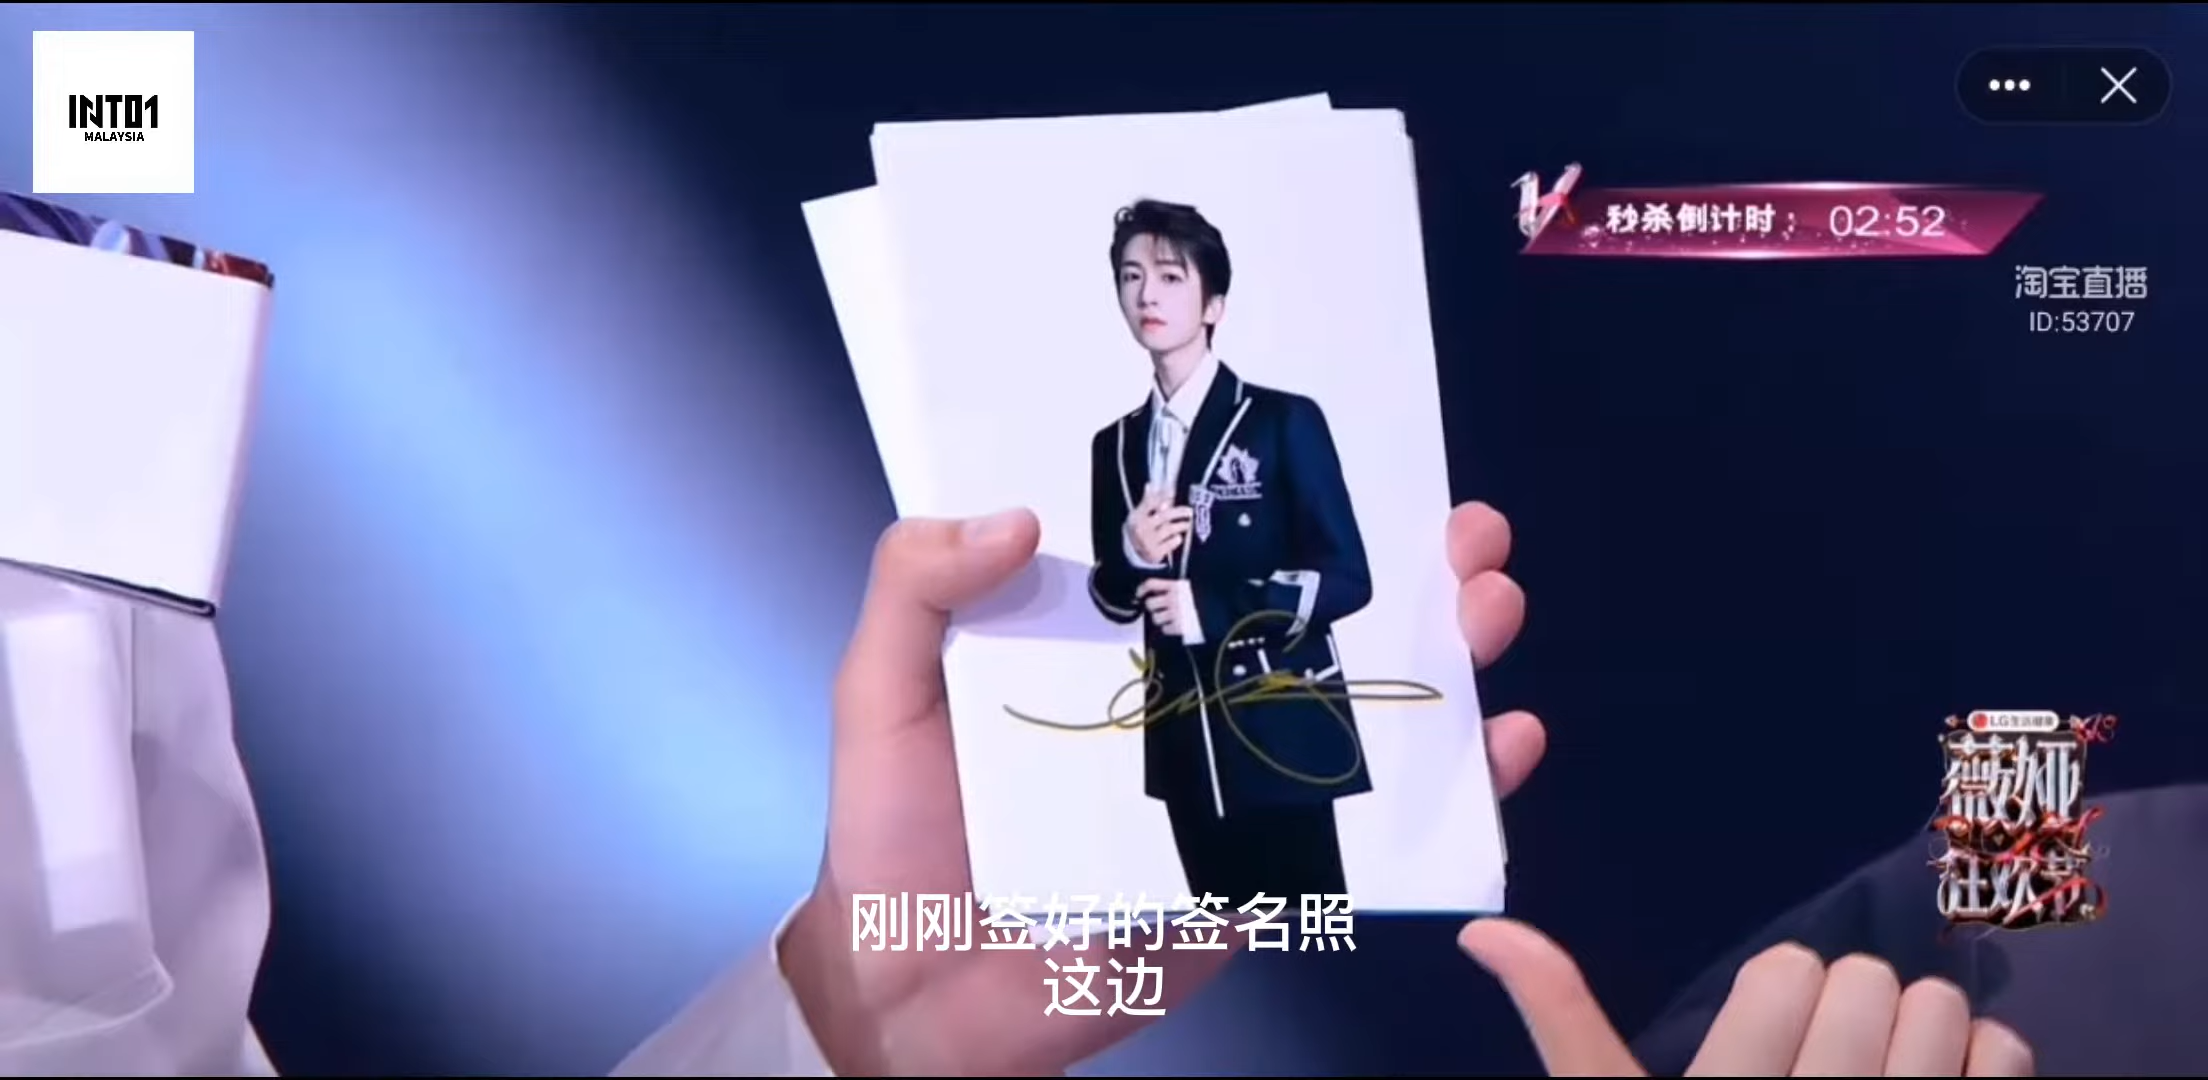 INTO1
MALAYSIA
秒杀倒计时： 02:52
淘宝直播
ID:53707
LG生活健康
薇娅
狂欢节
刚刚签好的签名照
这边